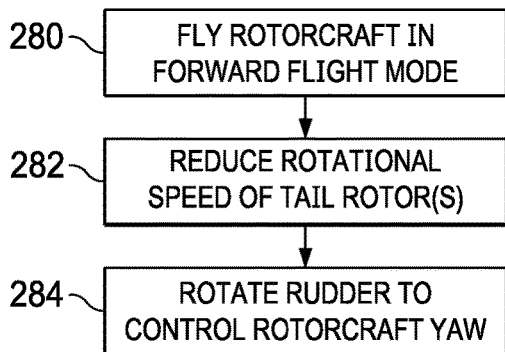 280
FLY ROTORCRAFT IN
FORWARD FLIGHT MODE
282
REDUCE ROTATIONAL
SPEED OF TAIL ROTOR(S)
284
ROTATE RUDDER TO
CONTROL ROTORCRAFT YAW